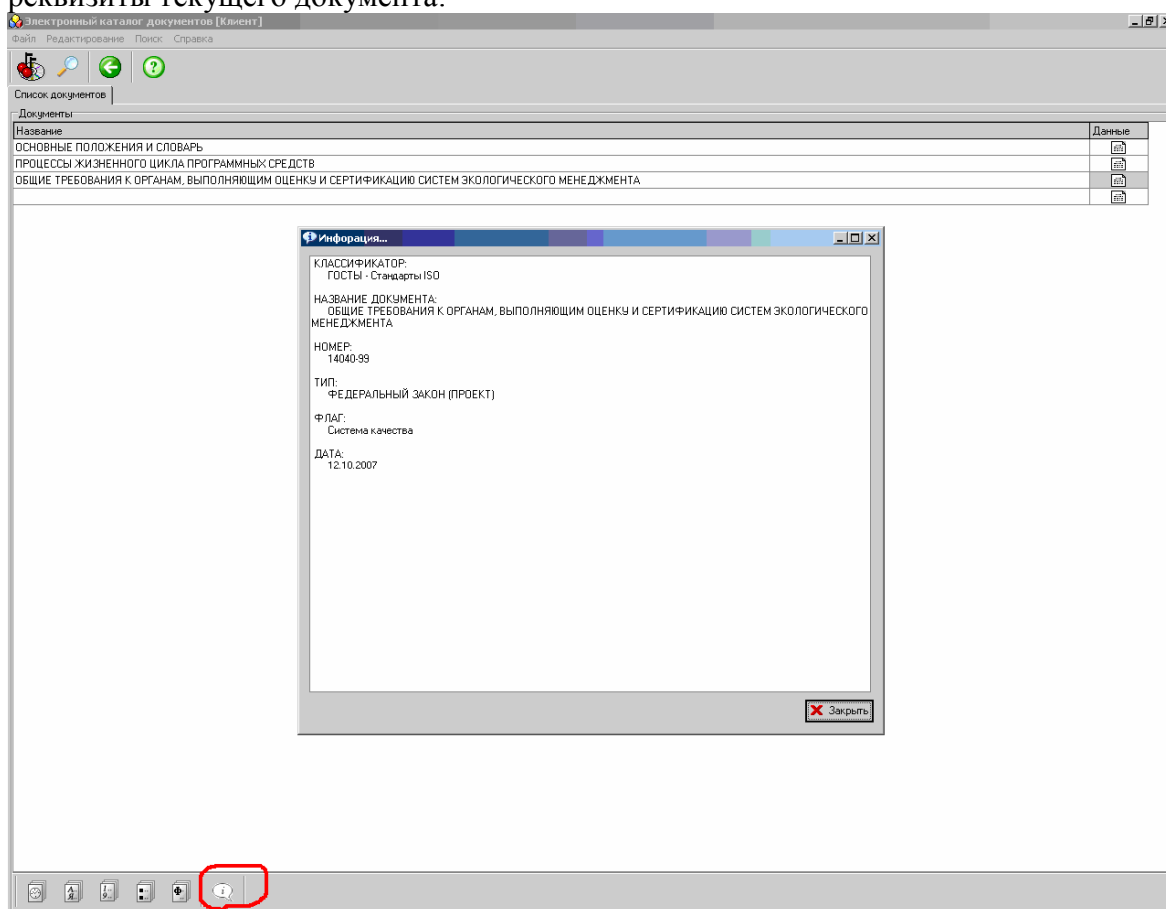 реквизиты текущего документа:
Электронный каталог документов [Клиент]
Файл Редактирование Поиск Справка
Список документов
Документы
Название Данные
ОСНОВНЫЕ ПОЛОЖЕНИЯ И СЛОВАРЬ
ПРОЦЕССЫ ЖИЗНЕННОГО ЦИКЛА ПРОГРАММНЫХ СРЕДСТВ
ОБЩИЕ ТРЕБОВАНИЯ К ОРГАНАМ, ВЫПОЛНЯЮЩИМ ОЦЕНКУ И СЕРТИФИКАЦИЮ СИСТЕМ ЭКОЛОГИЧЕСКОГО МЕНЕДЖМЕНТА
Инфорация...
КЛАССИФИКАТОР:
ГОСТЫ - Стандарты ISO
НАЗВАНИЕ ДОКУМЕНТА:
ОБЩИЕ ТРЕБОВАНИЯ К ОРГАНАМ, ВЫПОЛНЯЮЩИМ ОЦЕНКУ И СЕРТИФИКАЦИЮ СИСТЕМ ЭКОЛОГИЧЕСКОГО
МЕНЕДЖМЕНТА
НОМЕР:
14040-99
ТИП:
ФЕДЕРАЛЬНЫЙ ЗАКОН (ПРОЕКТ)
ФЛАГ:
Система качества
ДАТА:
12.10.2007
Закрыть